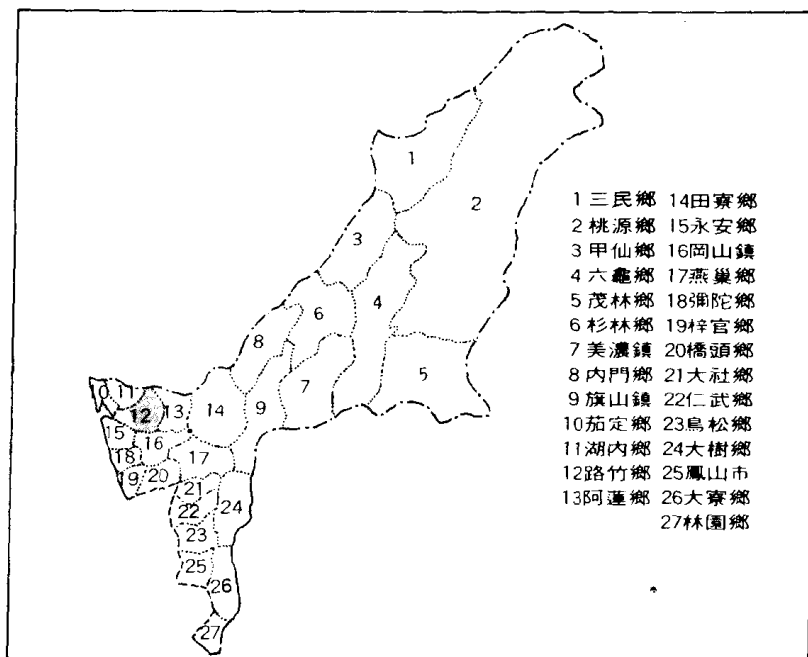 1
2
3
4
5
6
7
8
9
10
11
12
13
14
15
16
17
18
19
20
21
22
23
24
25
26
27
1三民鄉 14田寮鄉
2桃源鄉 15永安鄉
3甲仙鄉 16岡山鎮
4六龜鄉 17燕巢鄉
5茂林鄉 18彌陀鄉
6杉林鄉 19梓官鄉
7美濃鎮 20橋頭鄉
8內門鄉 21大社鄉
9旗山鎮 22仁武鄉
10茄定鄉 23鳥松鄉
11湖內鄉 24大樹鄉
12路竹鄉 25鳳山市
13阿蓮鄉 26大寮鄉
27林園鄉